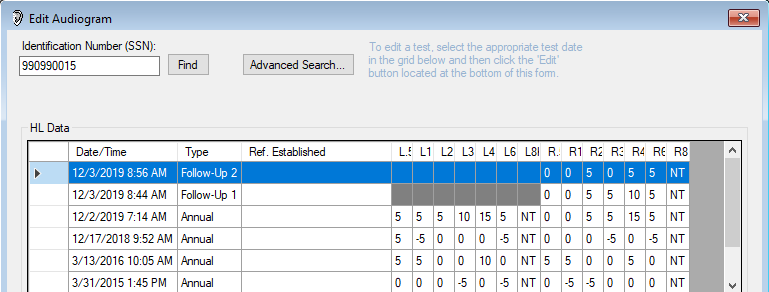 Edit Audiogram
Identification Number (SSN):
990990015
Find
Advanced Search...
To edit a test, select the appropriate test date
in the grid below and then click the 'Edit'
button located at the bottom of this form.
HL Data
Date/Time Type Ref. Established L.5 L1 L2 L3 L4 L6 L8 R. R1 R2 R3 R4 R6 R8
12/3/2019 8:56 AM Follow-Up 2 0 0 5 0 5 5 NT
12/3/2019 8:44 AM Follow-Up 1 0 0 5 5 10 5 NT
12/2/2019 7:14 AM Annual 5 5 5 10 15 5 NT 0 0 5 5 15 5 NT
12/17/2018 9:52 AM Annual 5 -5 0 0 0 -5 NT 0 0 0 -5 0 -5 NT
3/13/2016 10:05 AM Annual 5 5 0 0 10 0 NT 5 5 0 0 0 0 NT
3/31/2015 1:45 PM Annual 0 0 0 -5 0 -5 NT 0 -5 -5 0 0 0 NT